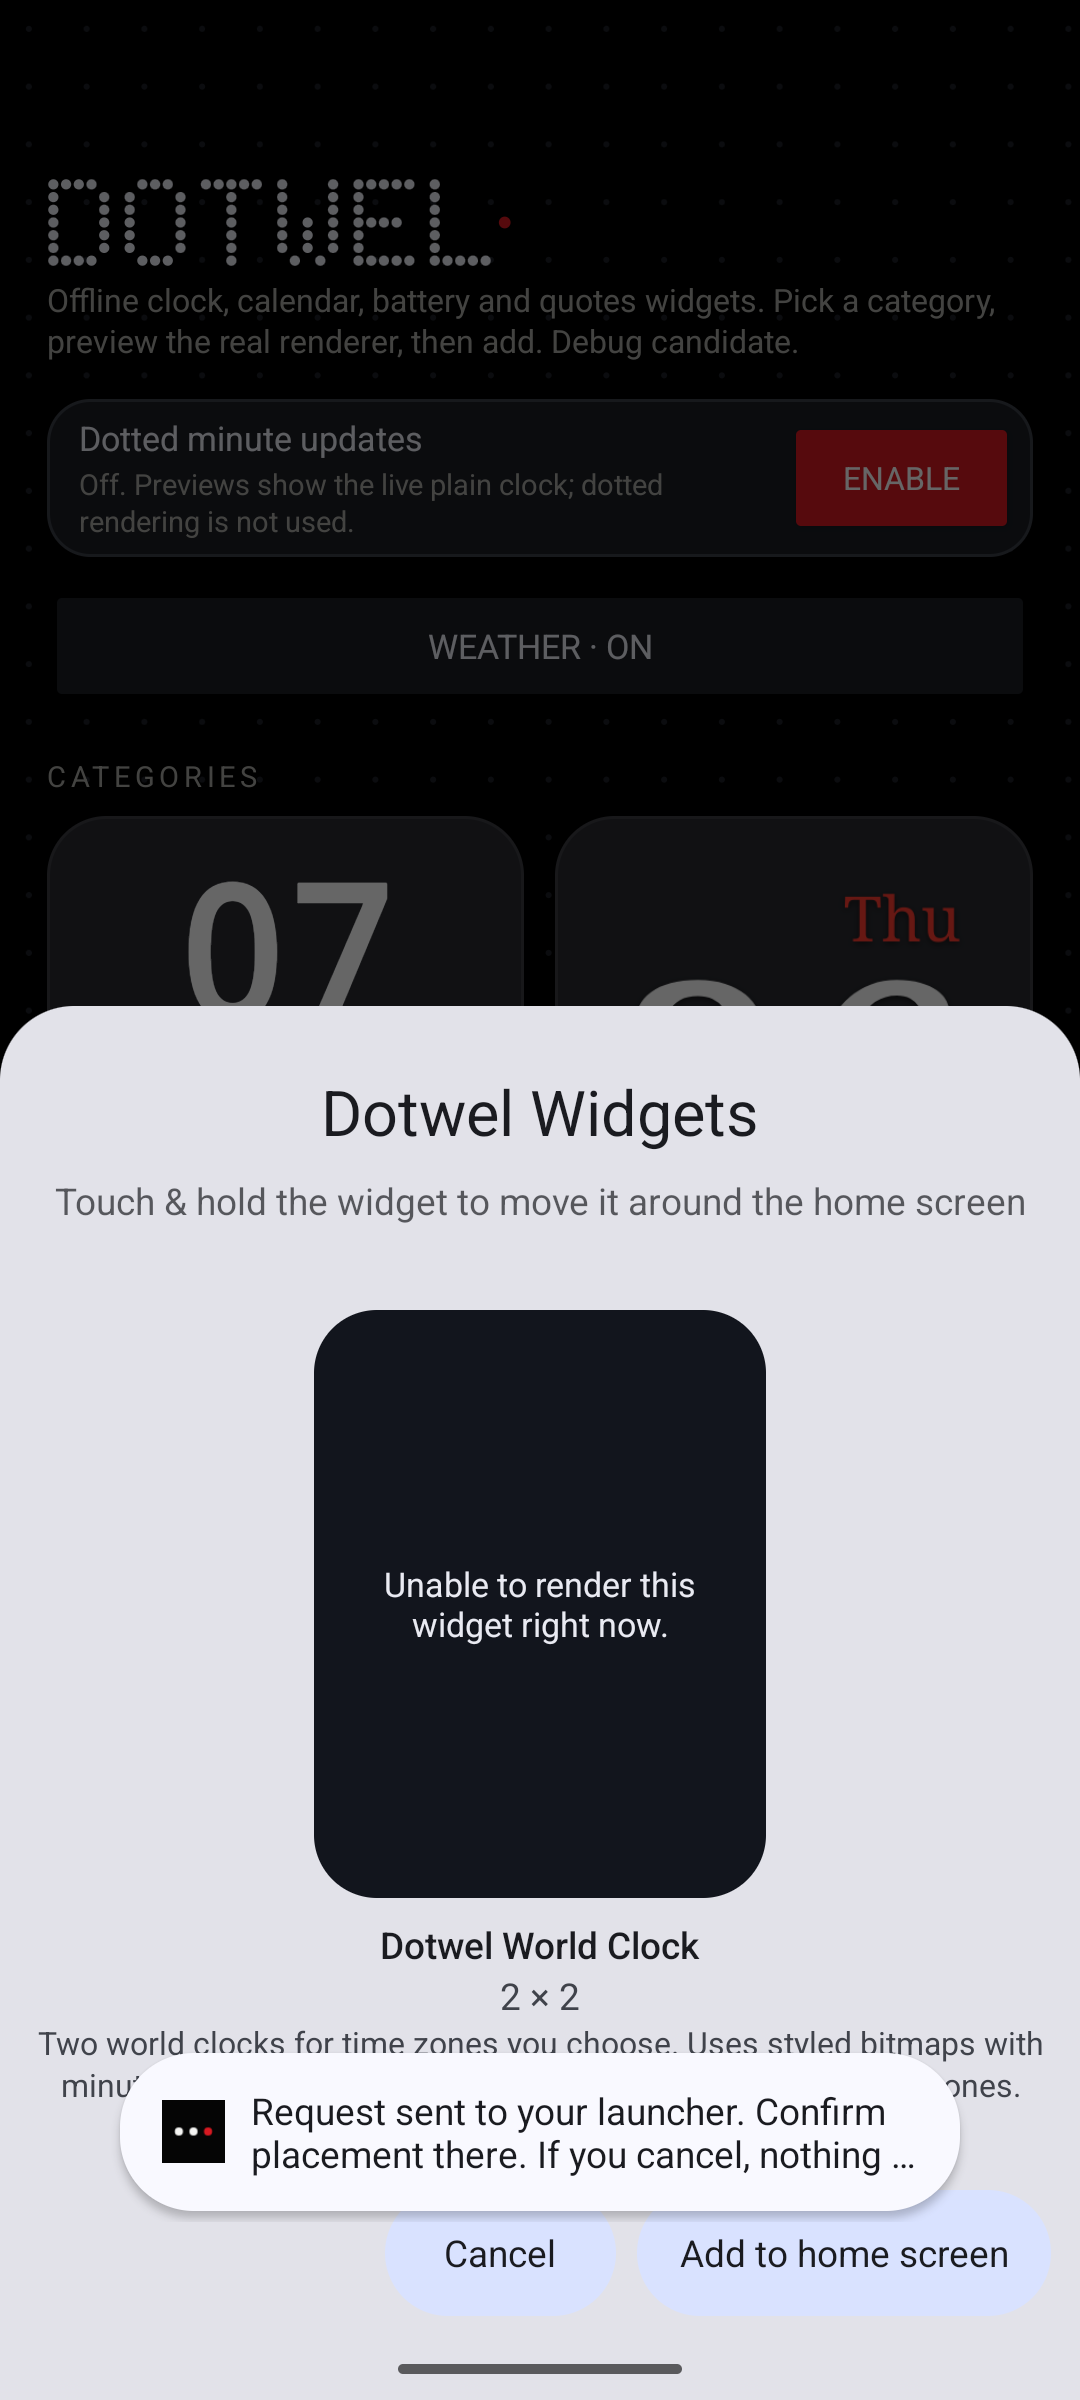 DOTWEL
Offline clock, calendar, battery and quotes widgets. Pick a category,
preview the real renderer, then add. Debug candidate.
Dotted minute updates
Off. Previews show the live plain clock; dotted
rendering is not used.
ENABLE
WEATHER · ON
CATEGORIES
07
Thu
Dotwel Widgets
Touch & hold the widget to move it around the home screen
Unable to render this
widget right now.
Dotwel World Clock
2 × 2
Two world clocks for time zones you choose. Uses styled bitmaps with
Request sent to your launcher. Confirm
placement there. If you cancel, nothing ...
Cancel
Add to home screen